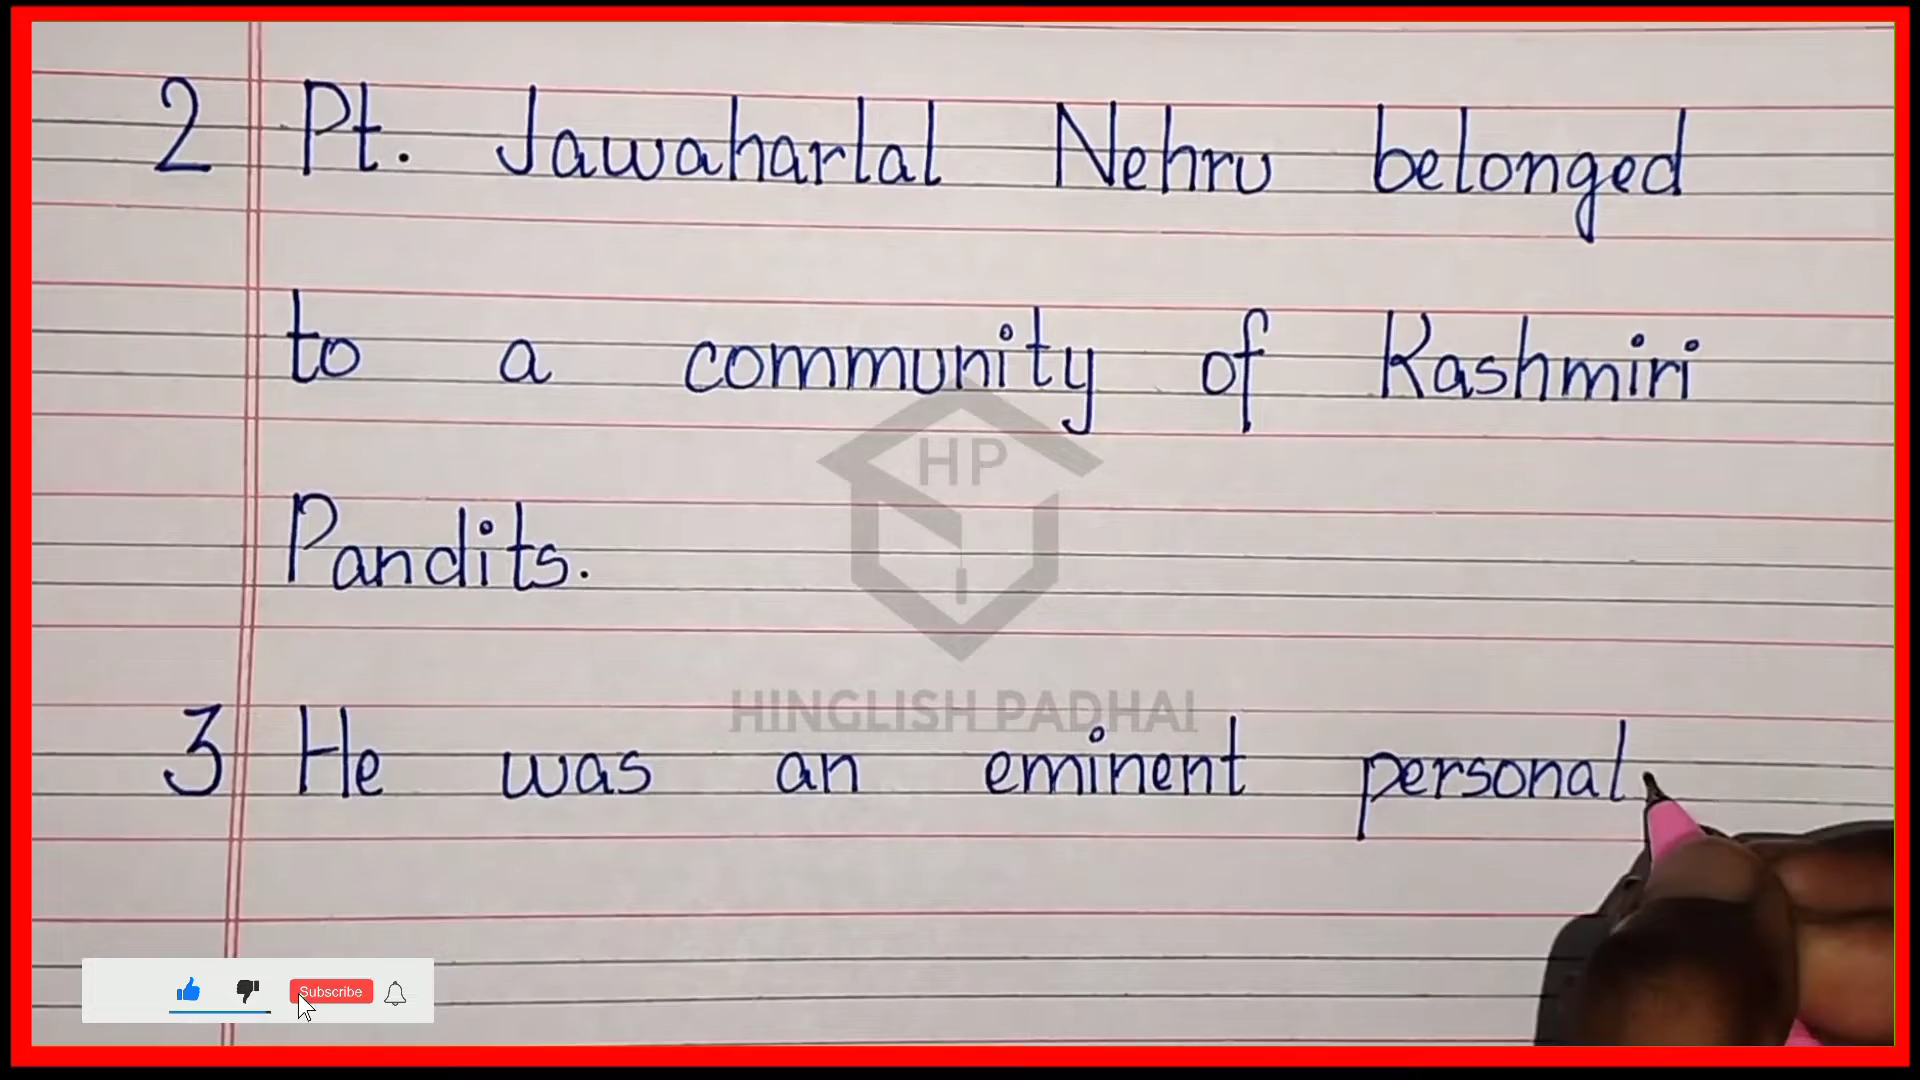 2 Pt. Jawaharlal Nehru belonged
to a community of Kashmiri
Pandits.
HP
HINGLISH PADHAI
3 He was an eminent personal
Subscribe